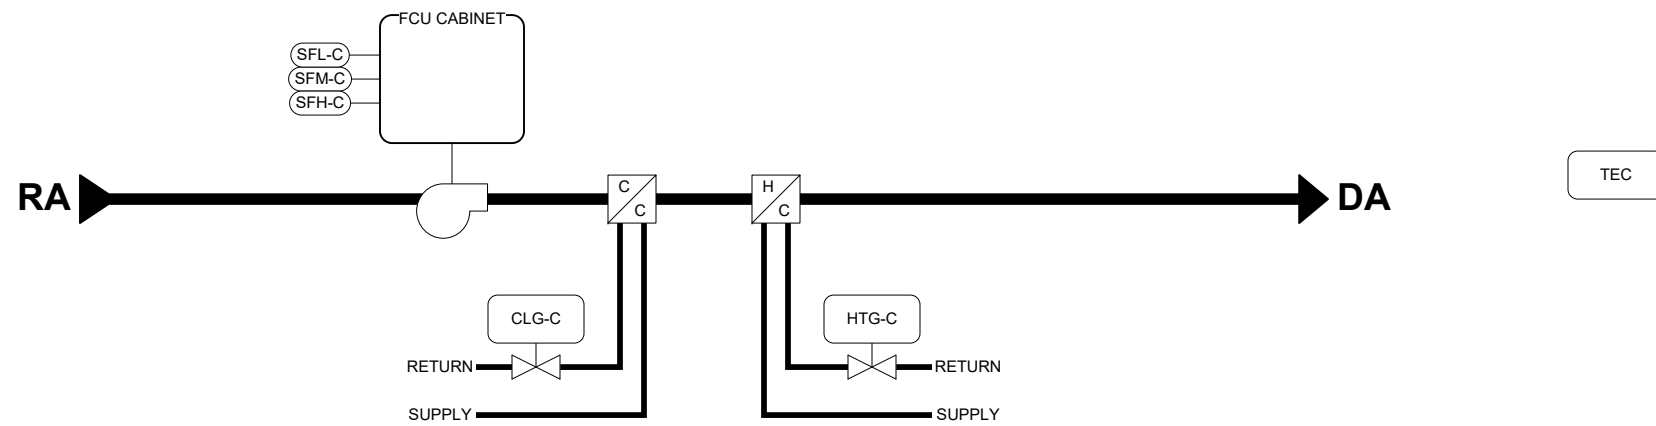 FCU CABINET
SFL-C
SFM-C
SFH-C
RA
C
C
H
C
DA
TEC
CLG-C
HTG-C
RETURN
RETURN
SUPPLY
SUPPLY